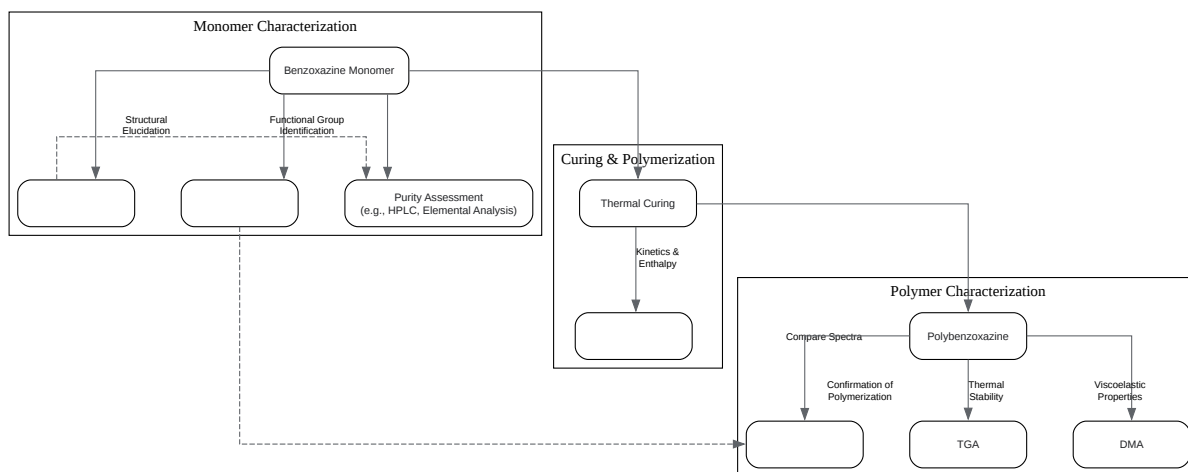 Monomer Characterization
Benzoxazine Monomer
Structural
Elucidation
Functional Group
Identification
Purity Assessment
(e.g., HPLC, Elemental Analysis)
Curing & Polymerization
Thermal Curing
Kinetics &
Enthalpy
Polymer Characterization
Polybenzoxazine
Compare Spectra
Confirmation of
Polymerization
Thermal
Stability
Viscoelastic
Properties
TGA
DMA